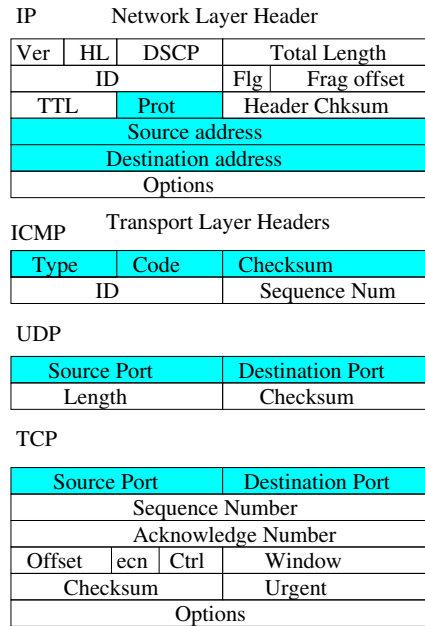 IP Network Layer Header
Ver HL DSCP Total Length
ID Flg Frag offset
TTL Prot Header Chksum
Source address
Destination address
Options
ICMP Transport Layer Headers
Type Code Checksum
ID Sequence Num
UDP
Source Port Destination Port
Length Checksum
TCP
Source Port Destination Port
Sequence Number
Acknowledge Number
Offset ecn Ctrl Window
Checksum Urgent
Options